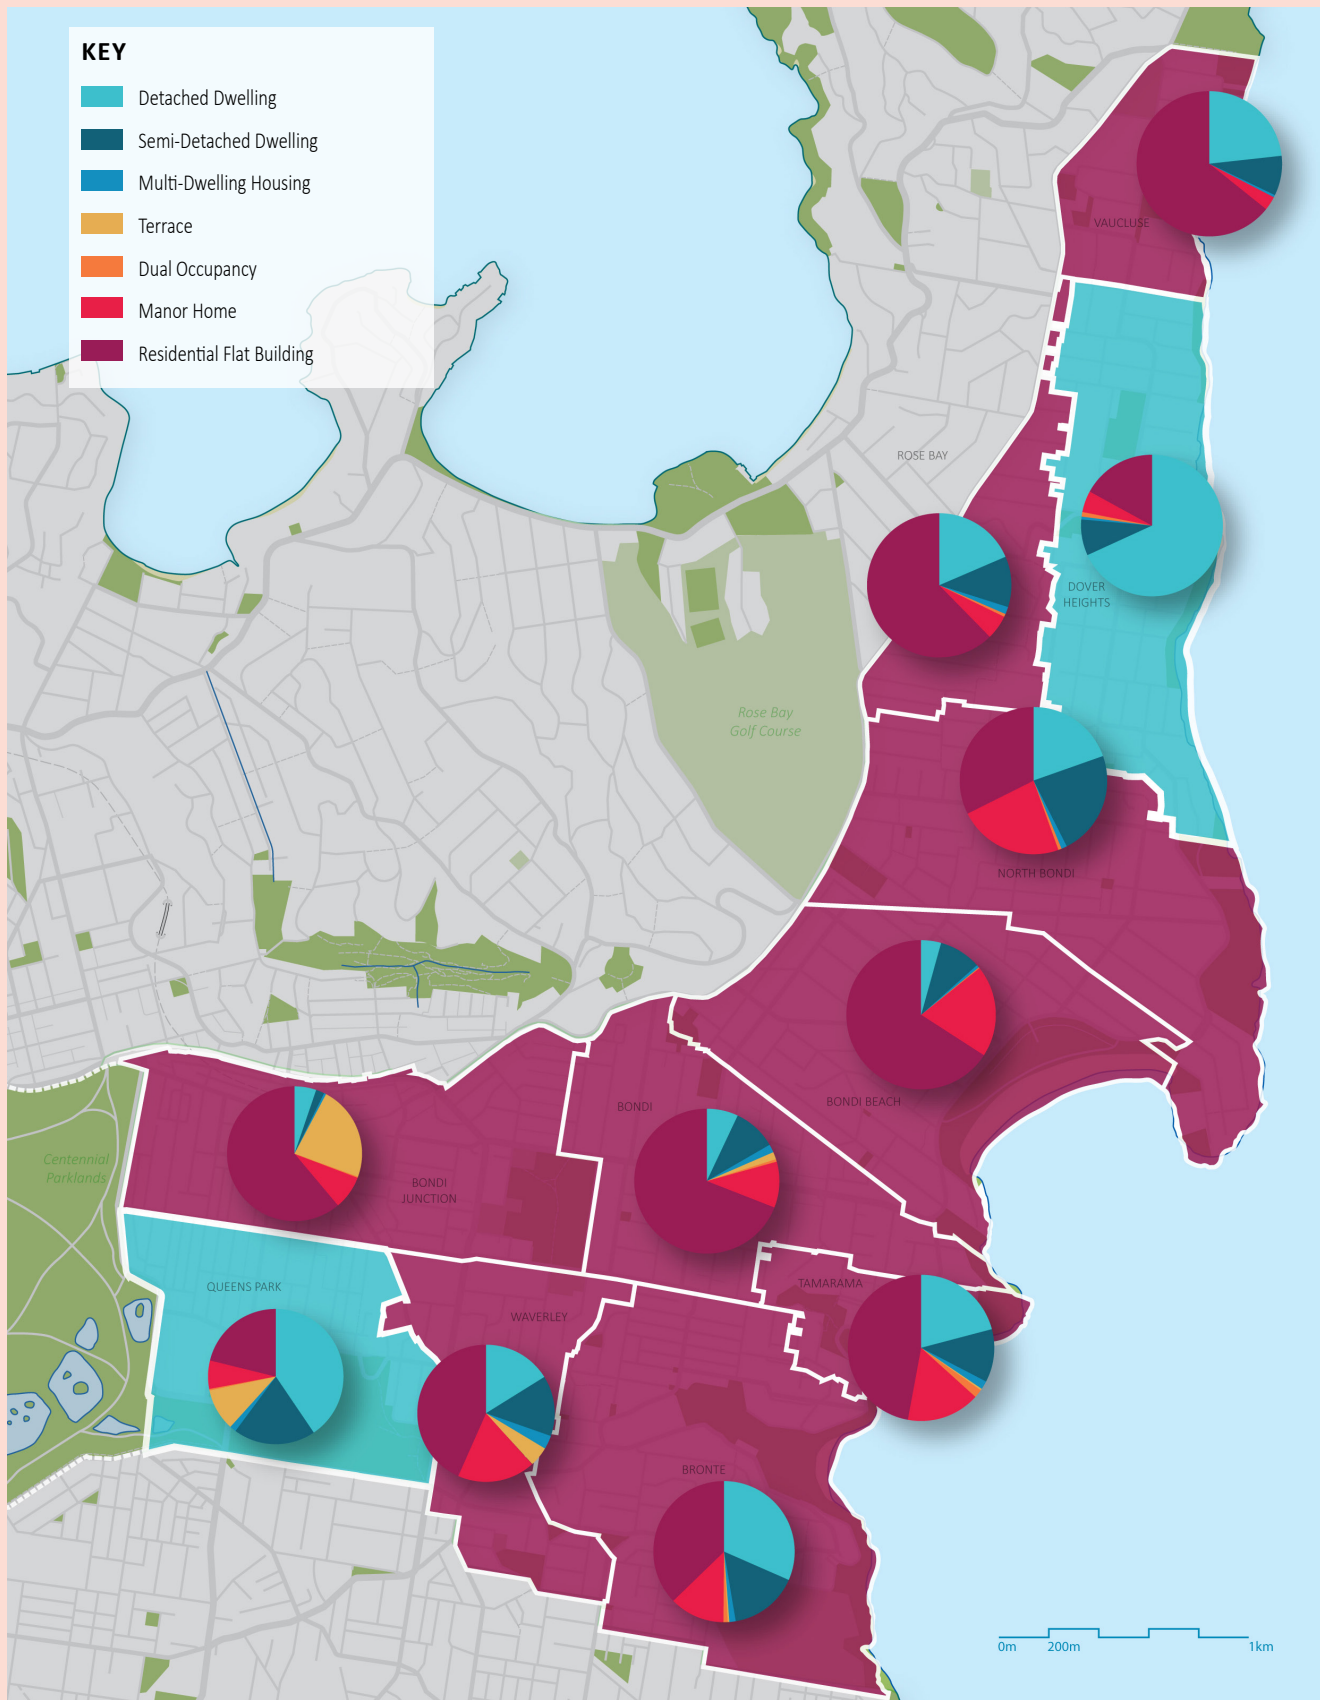 KEY
Detached Dwelling
Semi-Detached Dwelling
Multi-Dwelling Housing
Terrace
Dual Occupancy
Manor Home
Residential Flat Building
VAUCLUSE
ROSE BAY
DOVER
HEIGHTS
Rose Bay
Golf Course
NORTH BONDI
BONDI BEACH
BONDI
Centennial
Parklands
BONDI
JUNCTION
QUEENS PARK
TAMARAMA
WAVERLEY
BRONTE
0m 200m 1km